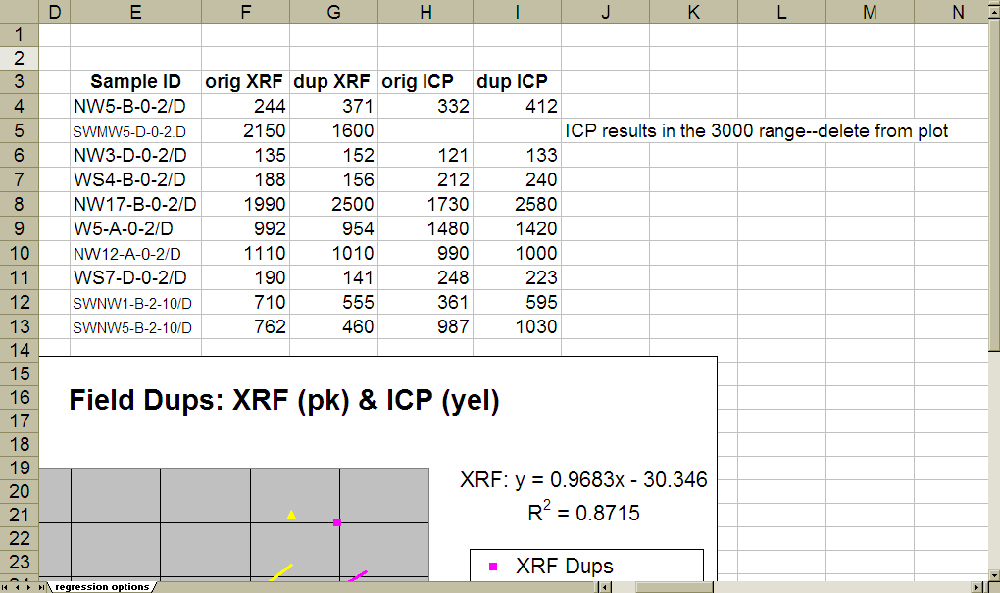 D E F G H I J K L M N
1
2
3 Sample ID orig XRF dup XRF orig ICP dup ICP
4 NW5-B-0-2/D 244 371 332 412
5 SWMW5-D-0-2.D 2150 1600 ICP results in the 3000 range--delete from plot
6 NW3-D-0-2/D 135 152 121 133
7 WS4-B-0-2/D 188 156 212 240
8 NW17-B-0-2/D 1990 2500 1730 2580
9 W5-A-0-2/D 992 954 1480 1420
10 NW12-A-0-2/D 1110 1010 990 1000
11 WS7-D-0-2/D 190 141 248 223
12 SWNW1-B-2-10/D 710 555 361 595
13 SWNW5-B-2-10/D 762 460 987 1030
14
15
16 Field Dups: XRF (pk) & ICP (yel)
17
18
19 XRF: y = 0.9683x - 30.346
20
21 R² = 0.8715
22
23 XRF Dups
24
regression options